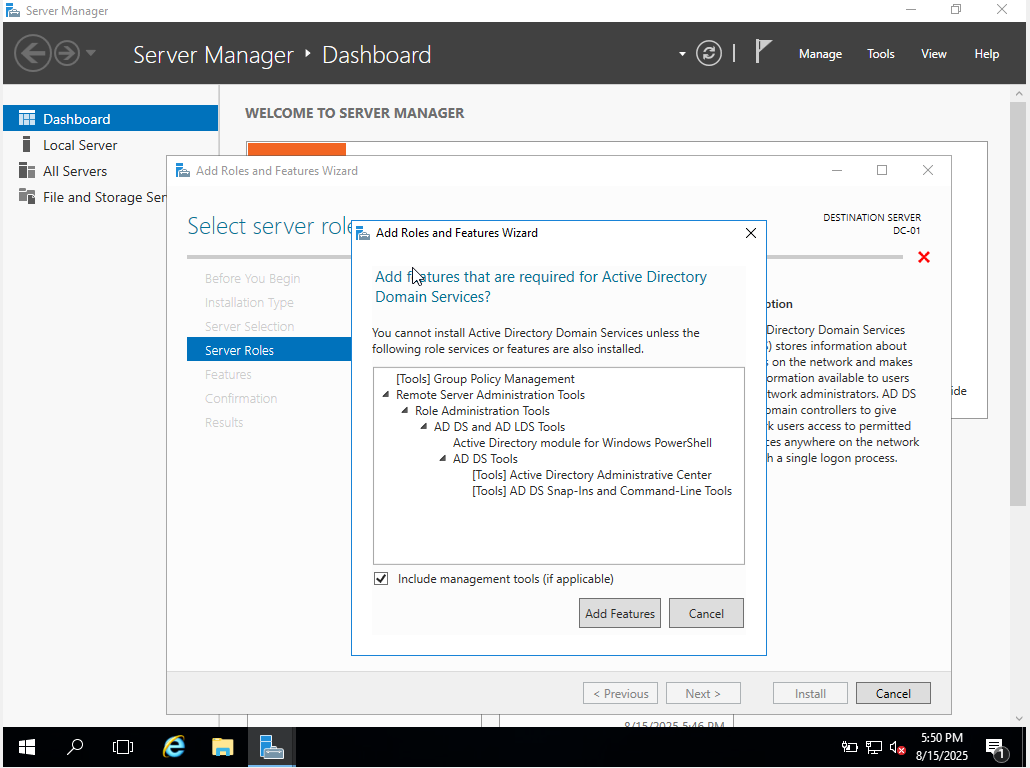 Server Manager
Server Manager ‣ Dashboard
Manage
Tools
View
Help
Dashboard
Local Server
All Servers
File and Storage Ser
WELCOME TO SERVER MANAGER
Add Roles and Features Wizard
Select server role
DESTINATION SERVER
DC-01
Before You Begin
Installation Type
Server Selection
Server Roles
Features
Confirmation
Results
Add Roles and Features Wizard
Add features that are required for Active Directory
Domain Services?
You cannot install Active Directory Domain Services unless the
following role services or features are also installed.
[Tools] Group Policy Management
Remote Server Administration Tools
Role Administration Tools
AD DS and AD LDS Tools
Active Directory module for Windows PowerShell
AD DS Tools
[Tools] Active Directory Administrative Center
[Tools] AD DS Snap-Ins and Command-Line Tools
Include management tools (if applicable)
Add Features
Cancel
ption
Directory Domain Services
) stores information about
on the network and makes
ormation available to users
twork administrators. AD DS
omain controllers to give
k users access to permitted
ces anywhere on the network
h a single logon process.
ide
< Previous
Next >
Install
Cancel
8/15/2025 5:46 PM
5:50 PM
8/15/2025
1